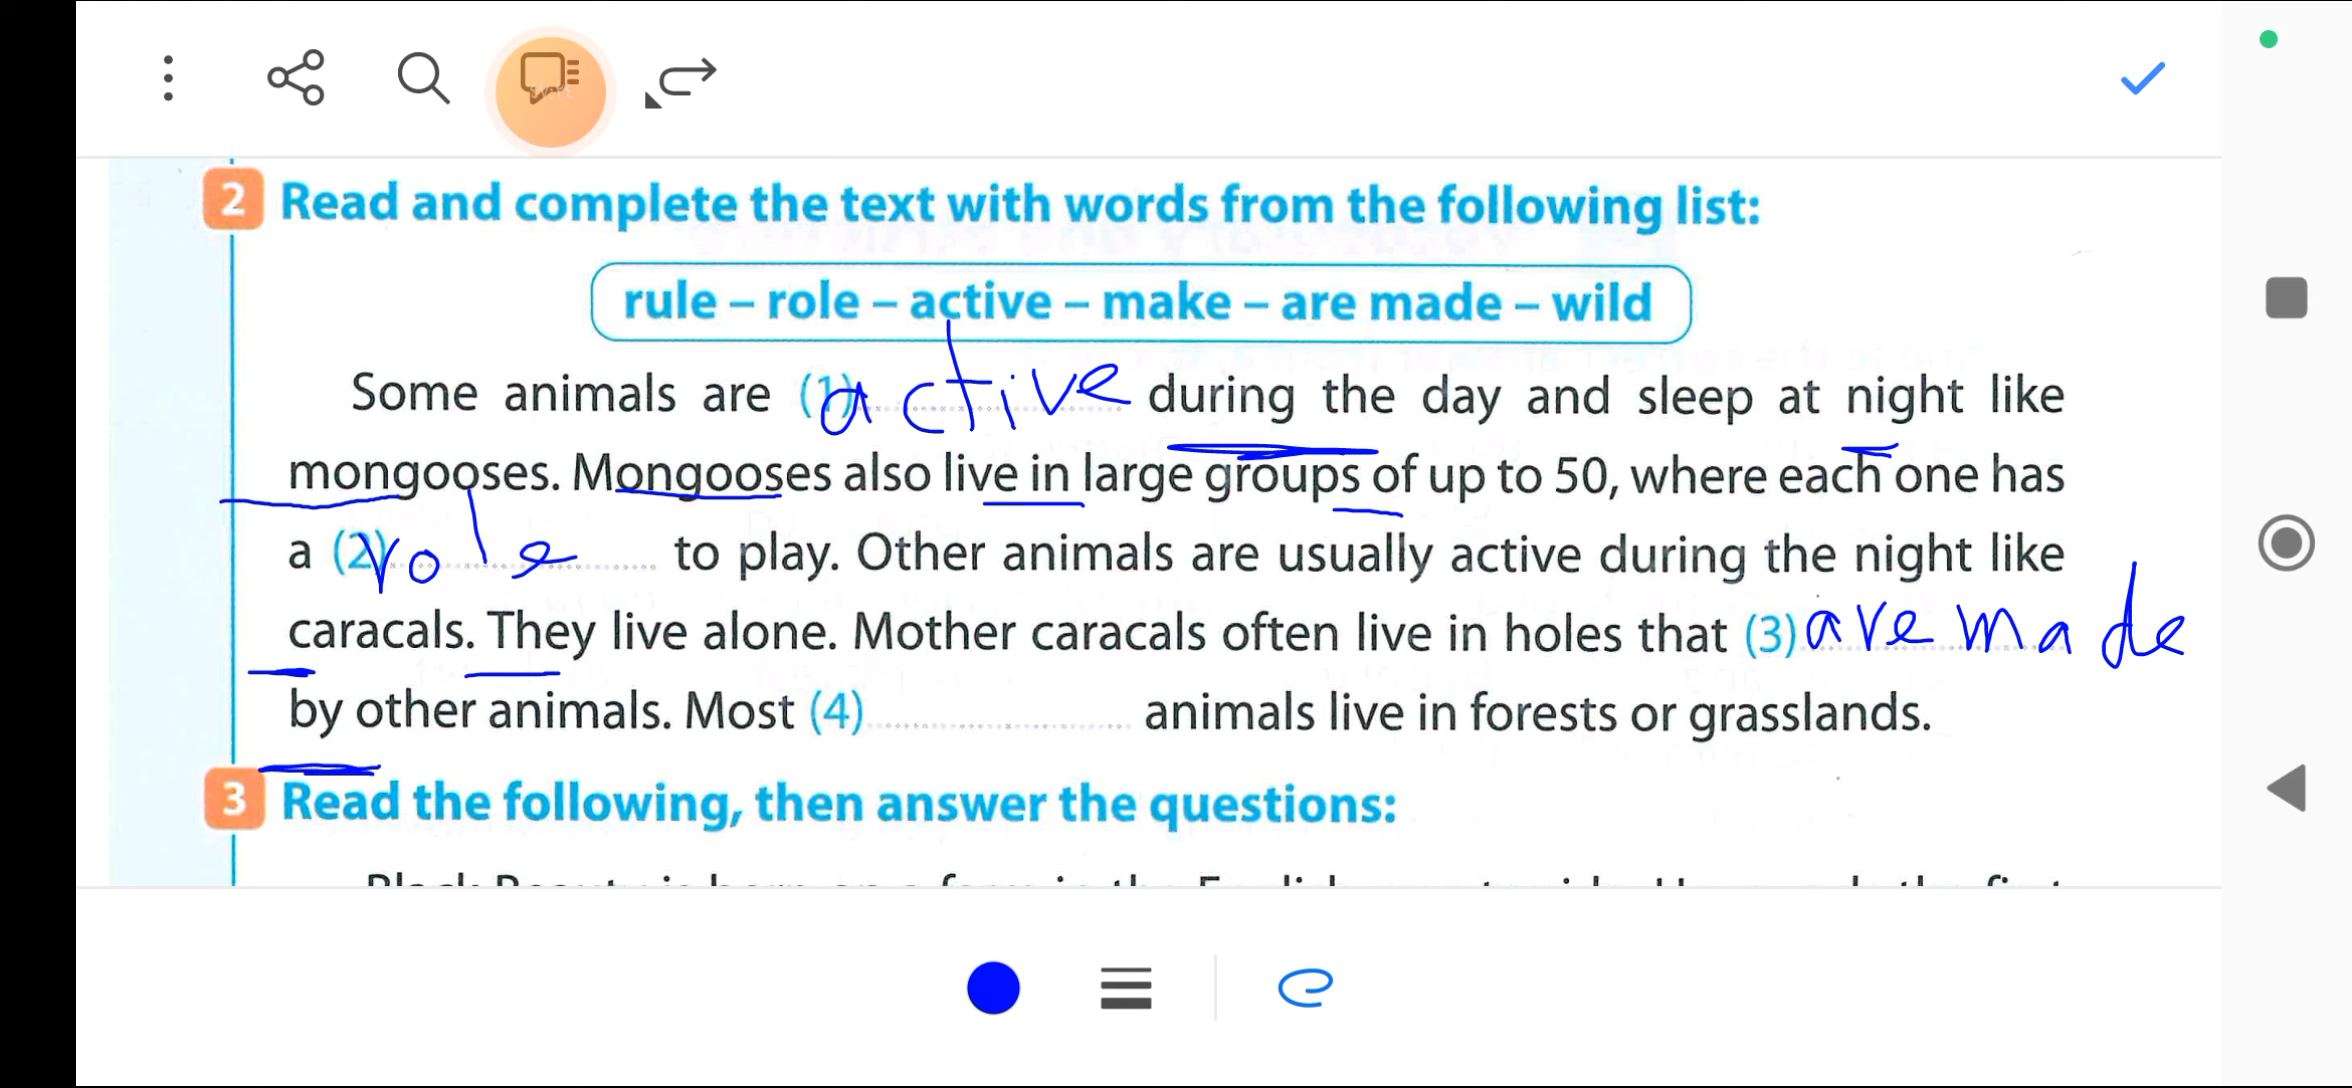 2 Read and complete the text with words from the following list:
rule – role – active – make – are made – wild
Some animals are (1) active during the day and sleep at night like
mongooses. Mongooses also live in large groups of up to 50, where each one has
a (2) role to play. Other animals are usually active during the night like
caracals. They live alone. Mother caracals often live in holes that (3) are made
by other animals. Most (4) animals live in forests or grasslands.
3 Read the following, then answer the questions: